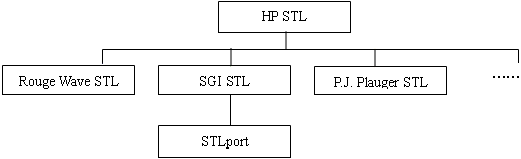 HP STL
Rouge Wave STL
SGI STL
P.J. Plauger STL
......
STLport